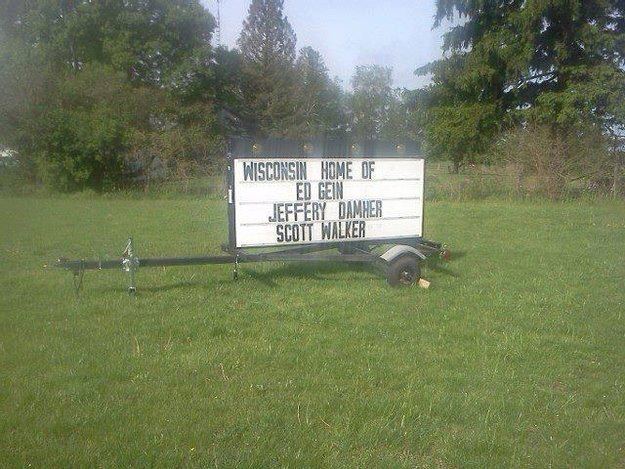 WISCONSIN HOME OF
ED GEIN
JEFFERY DAMHER
SCOTT WALKER